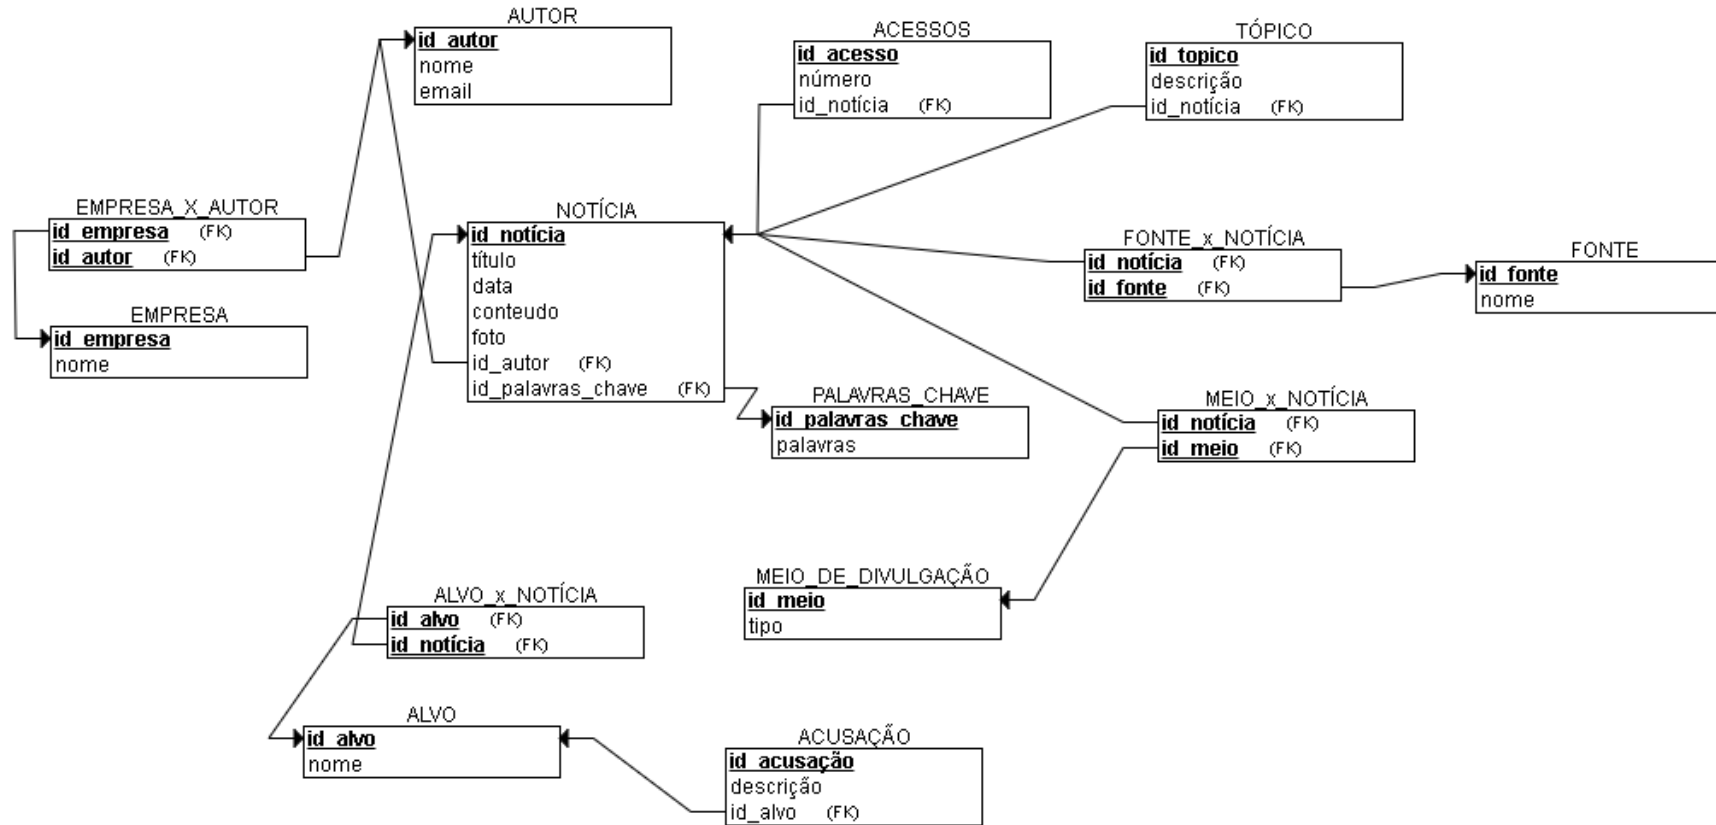 AUTOR
id_autor
nome
email
ACESSOS
id_acesso
número
id_notícia (FK)
TÓPICO
id_topico
descrição
id_notícia (FK)
EMPRESA_X_AUTOR
id_empresa (FK)
id_autor (FK)
EMPRESA
id_empresa
nome
NOTÍCIA
id_notícia
título
data
conteudo
foto
id_autor (FK)
id_palavras_chave (FK)
FONTE_x_NOTÍCIA
id_notícia (FK)
id_fonte (FK)
FONTE
id_fonte
nome
PALAVRAS_CHAVE
id_palavras_chave
palavras
MEIO_x_NOTÍCIA
id_notícia (FK)
id_meio (FK)
MEIO_DE_DIVULGAÇÃO
id_meio
tipo
ALVO_x_NOTÍCIA
id_alvo (FK)
id_notícia (FK)
ALVO
id_alvo
nome
ACUSAÇÃO
id_acusação
descrição
id_alvo (FK)